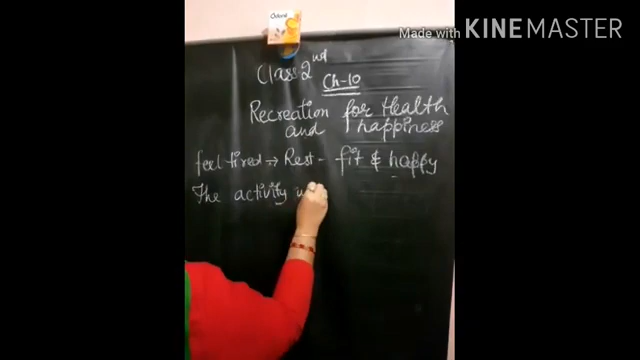 Made with KINEMASTER
Odonil
Class 2nd
Ch-10
Recreation for Health
and happiness
feel tired → Rest - fit & happy
The activity